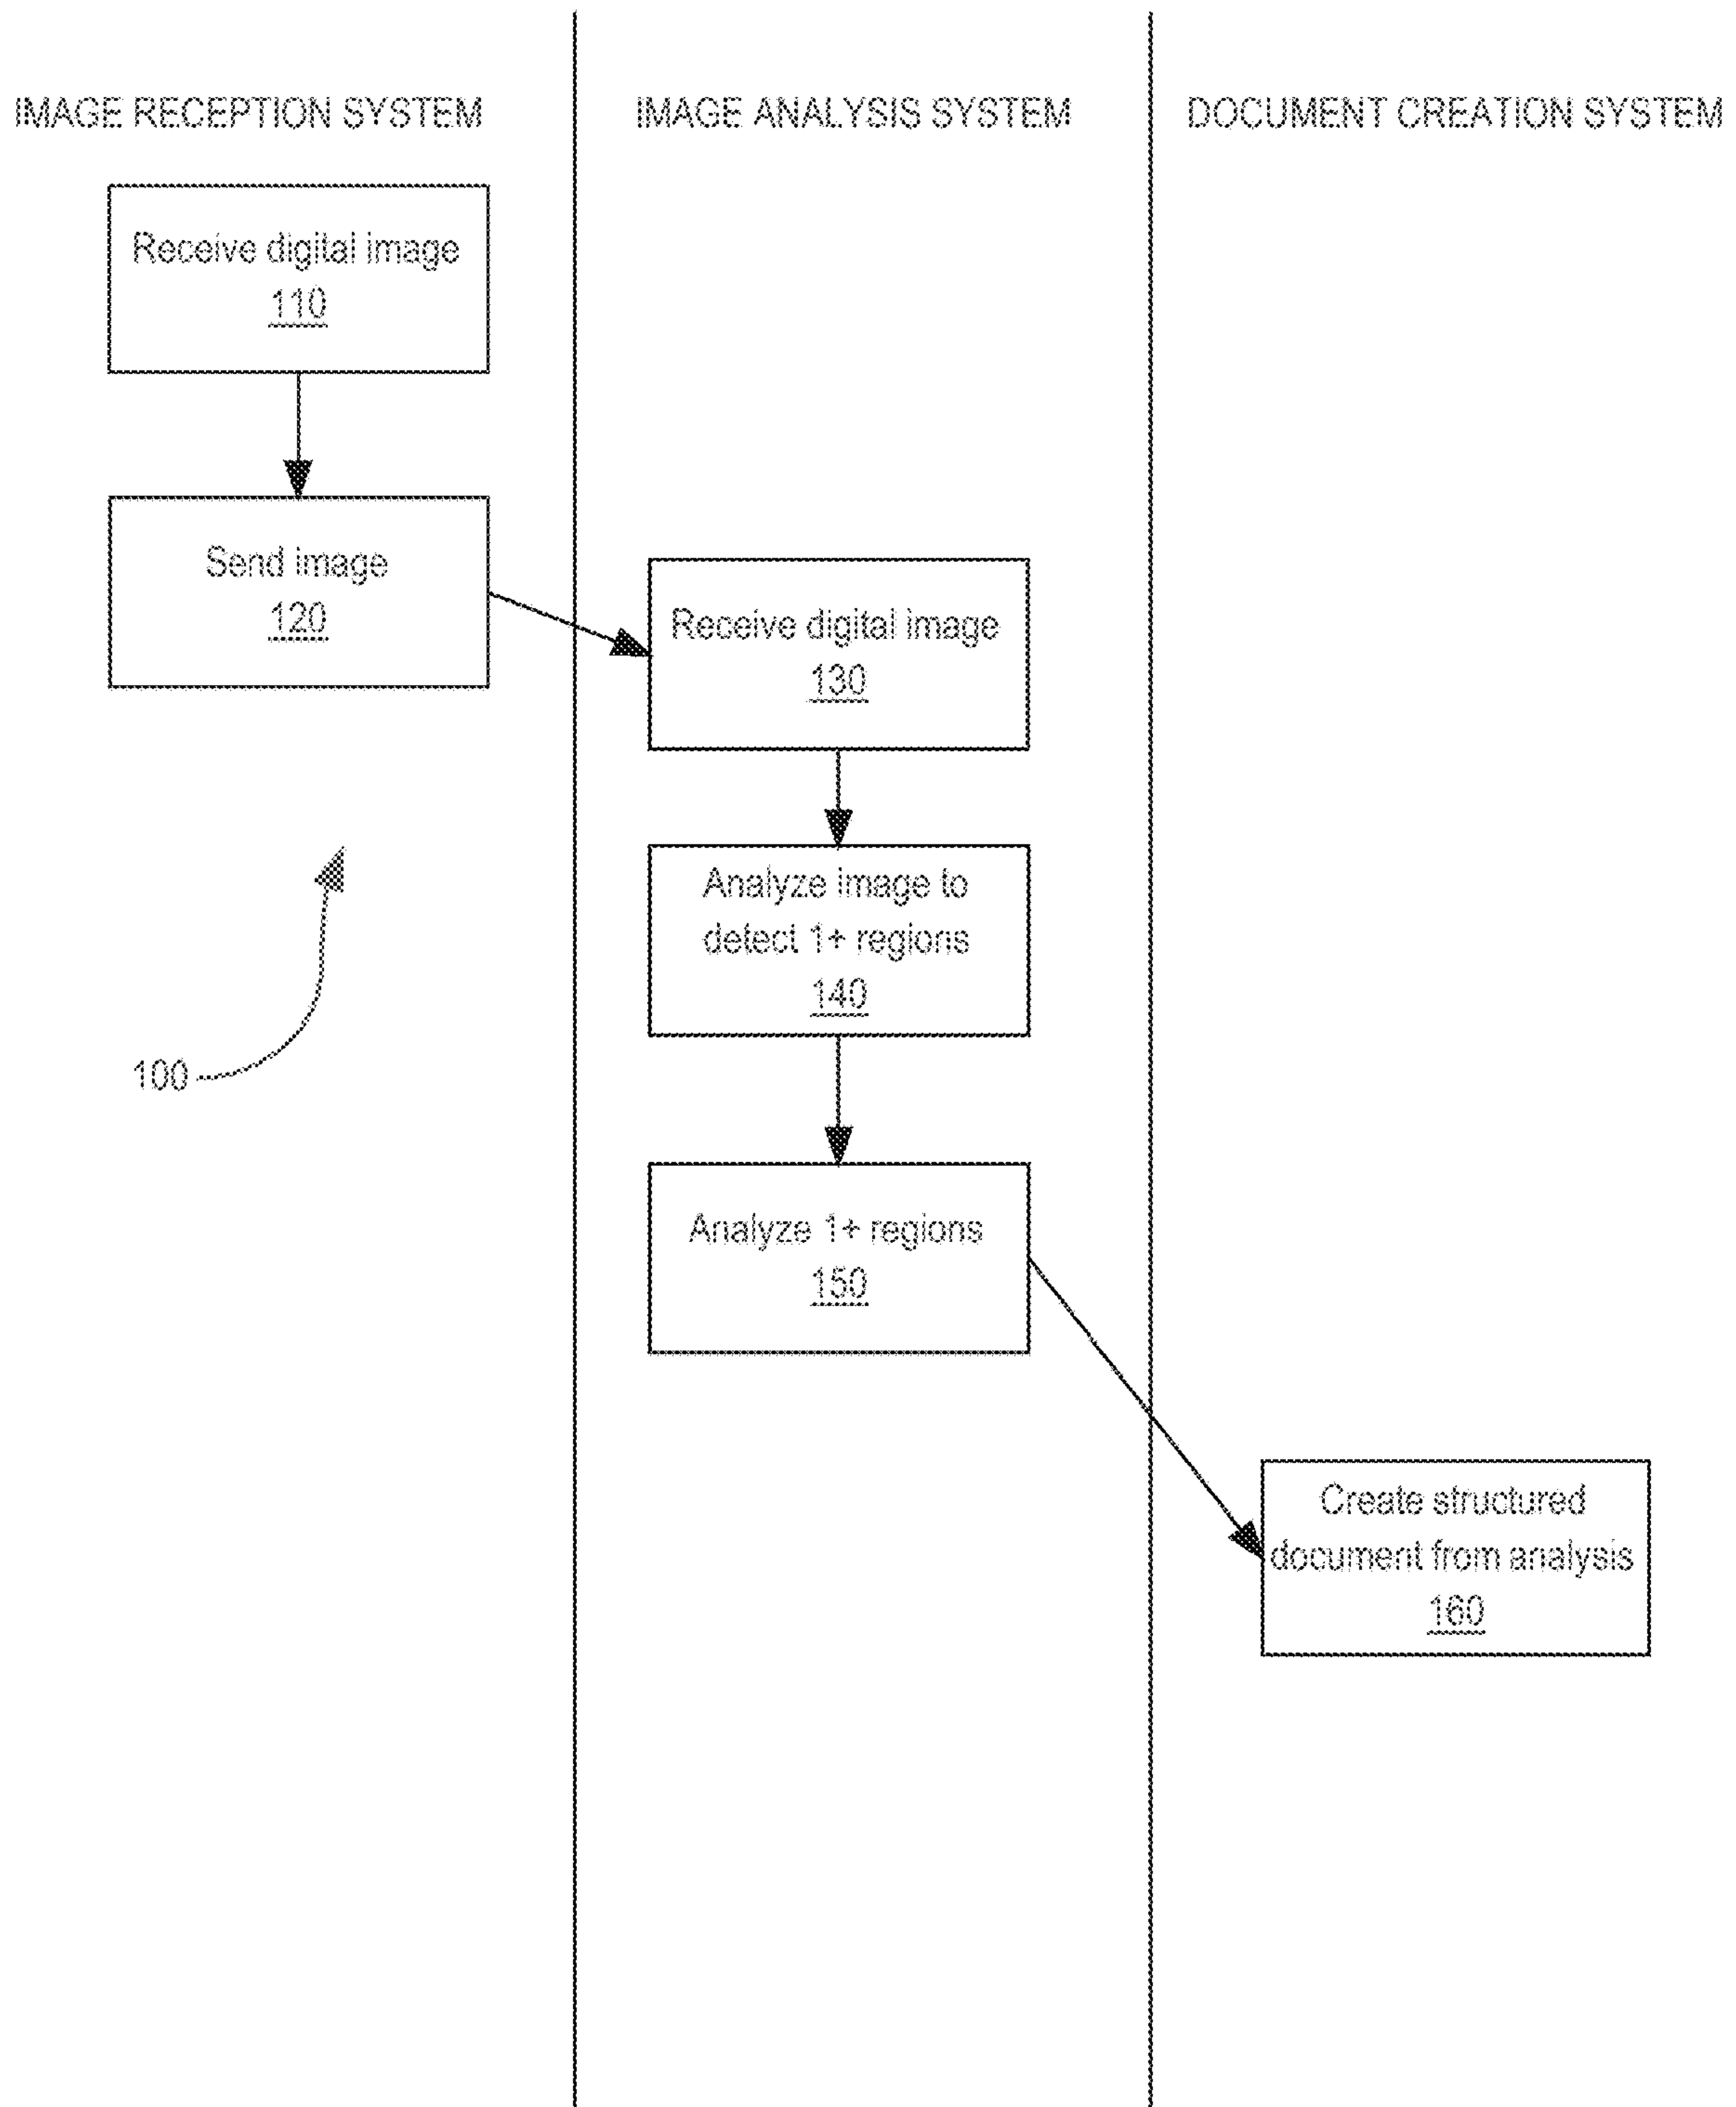 IMAGE RECEPTION SYSTEM
IMAGE ANALYSIS SYSTEM
DOCUMENT CREATION SYSTEM
Receive digital image
110
Send image
120
Receive digital image
130
Analyze image to
detect 1+ regions
140
100
Analyze 1+ regions
150
Create structured
document from analysis
160